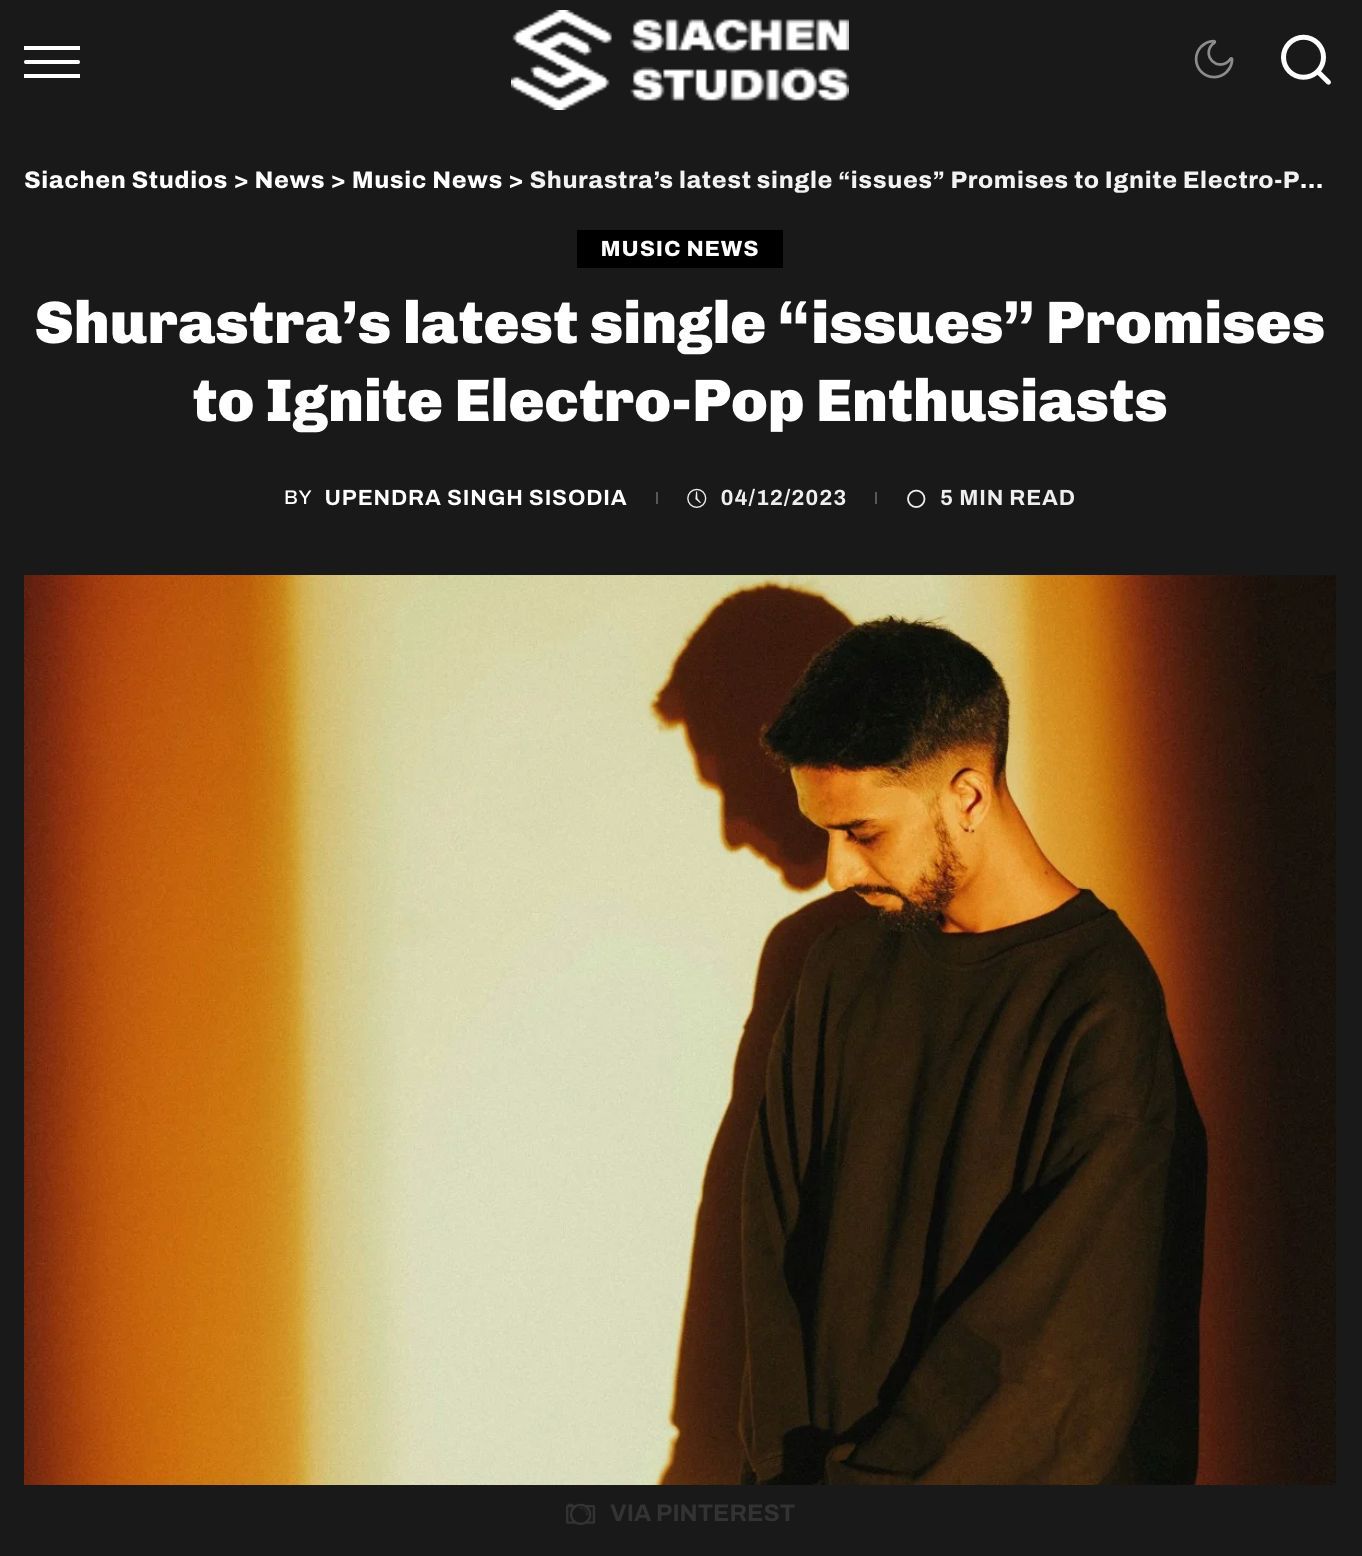 SIACHEN
STUDIOS
Siachen Studios > News > Music News > Shurastra’s latest single “issues” Promises to Ignite Electro-P...
MUSIC NEWS
Shurastra’s latest single “issues” Promises
to Ignite Electro-Pop Enthusiasts
BY UPENDRA SINGH SISODIA 04/12/2023 5 MIN READ
VIA PINTEREST